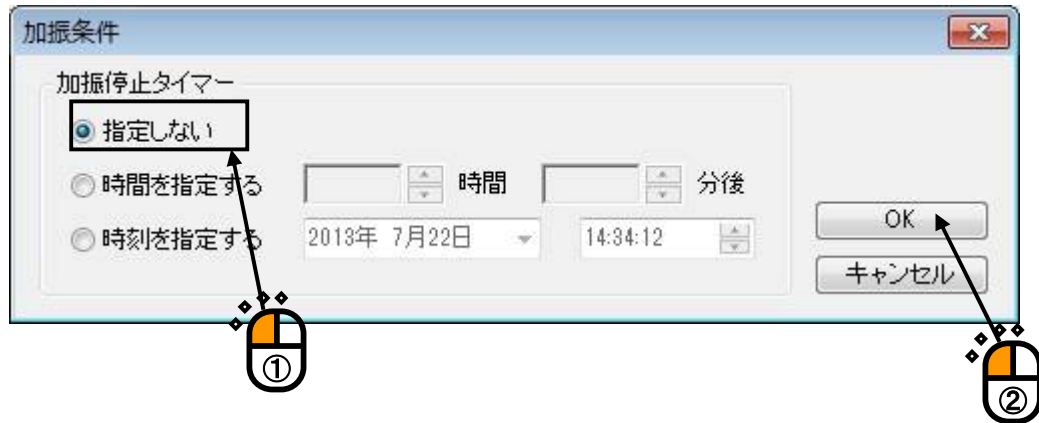 加振条件
加振停止タイマー
指定しない
時間を指定する 時間 分後
時刻を指定する 2013年 7月22日 14:34:12
OK
キャンセル
①
②